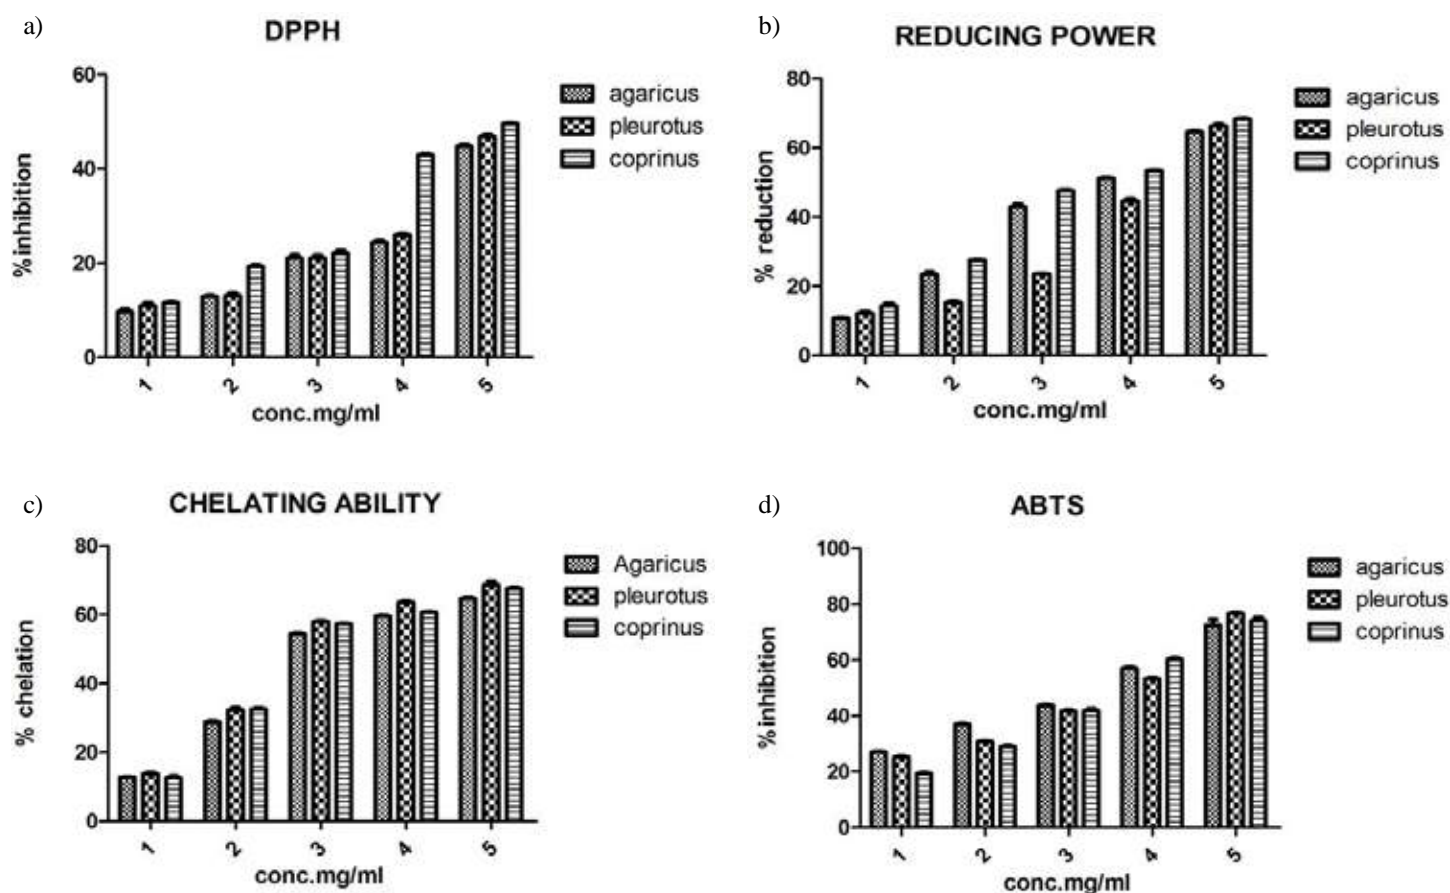 a)
DPPH
60
40
20
0
%inhibition
1
2
3
4
5
conc.mg/ml
agaricus
pleurotus
coprinus
b)
REDUCING POWER
80
60
40
20
0
% reduction
1
2
3
4
5
conc.mg/ml
agaricus
pleurotus
coprinus
c)
CHELATING ABILITY
80
60
40
20
0
% chelation
1
2
3
4
5
conc.mg/ml
Agaricus
pleurotus
coprinus
d)
ABTS
100
80
60
40
20
0
%inhibition
1
2
3
4
5
conc.mg/ml
agaricus
pleurotus
coprinus